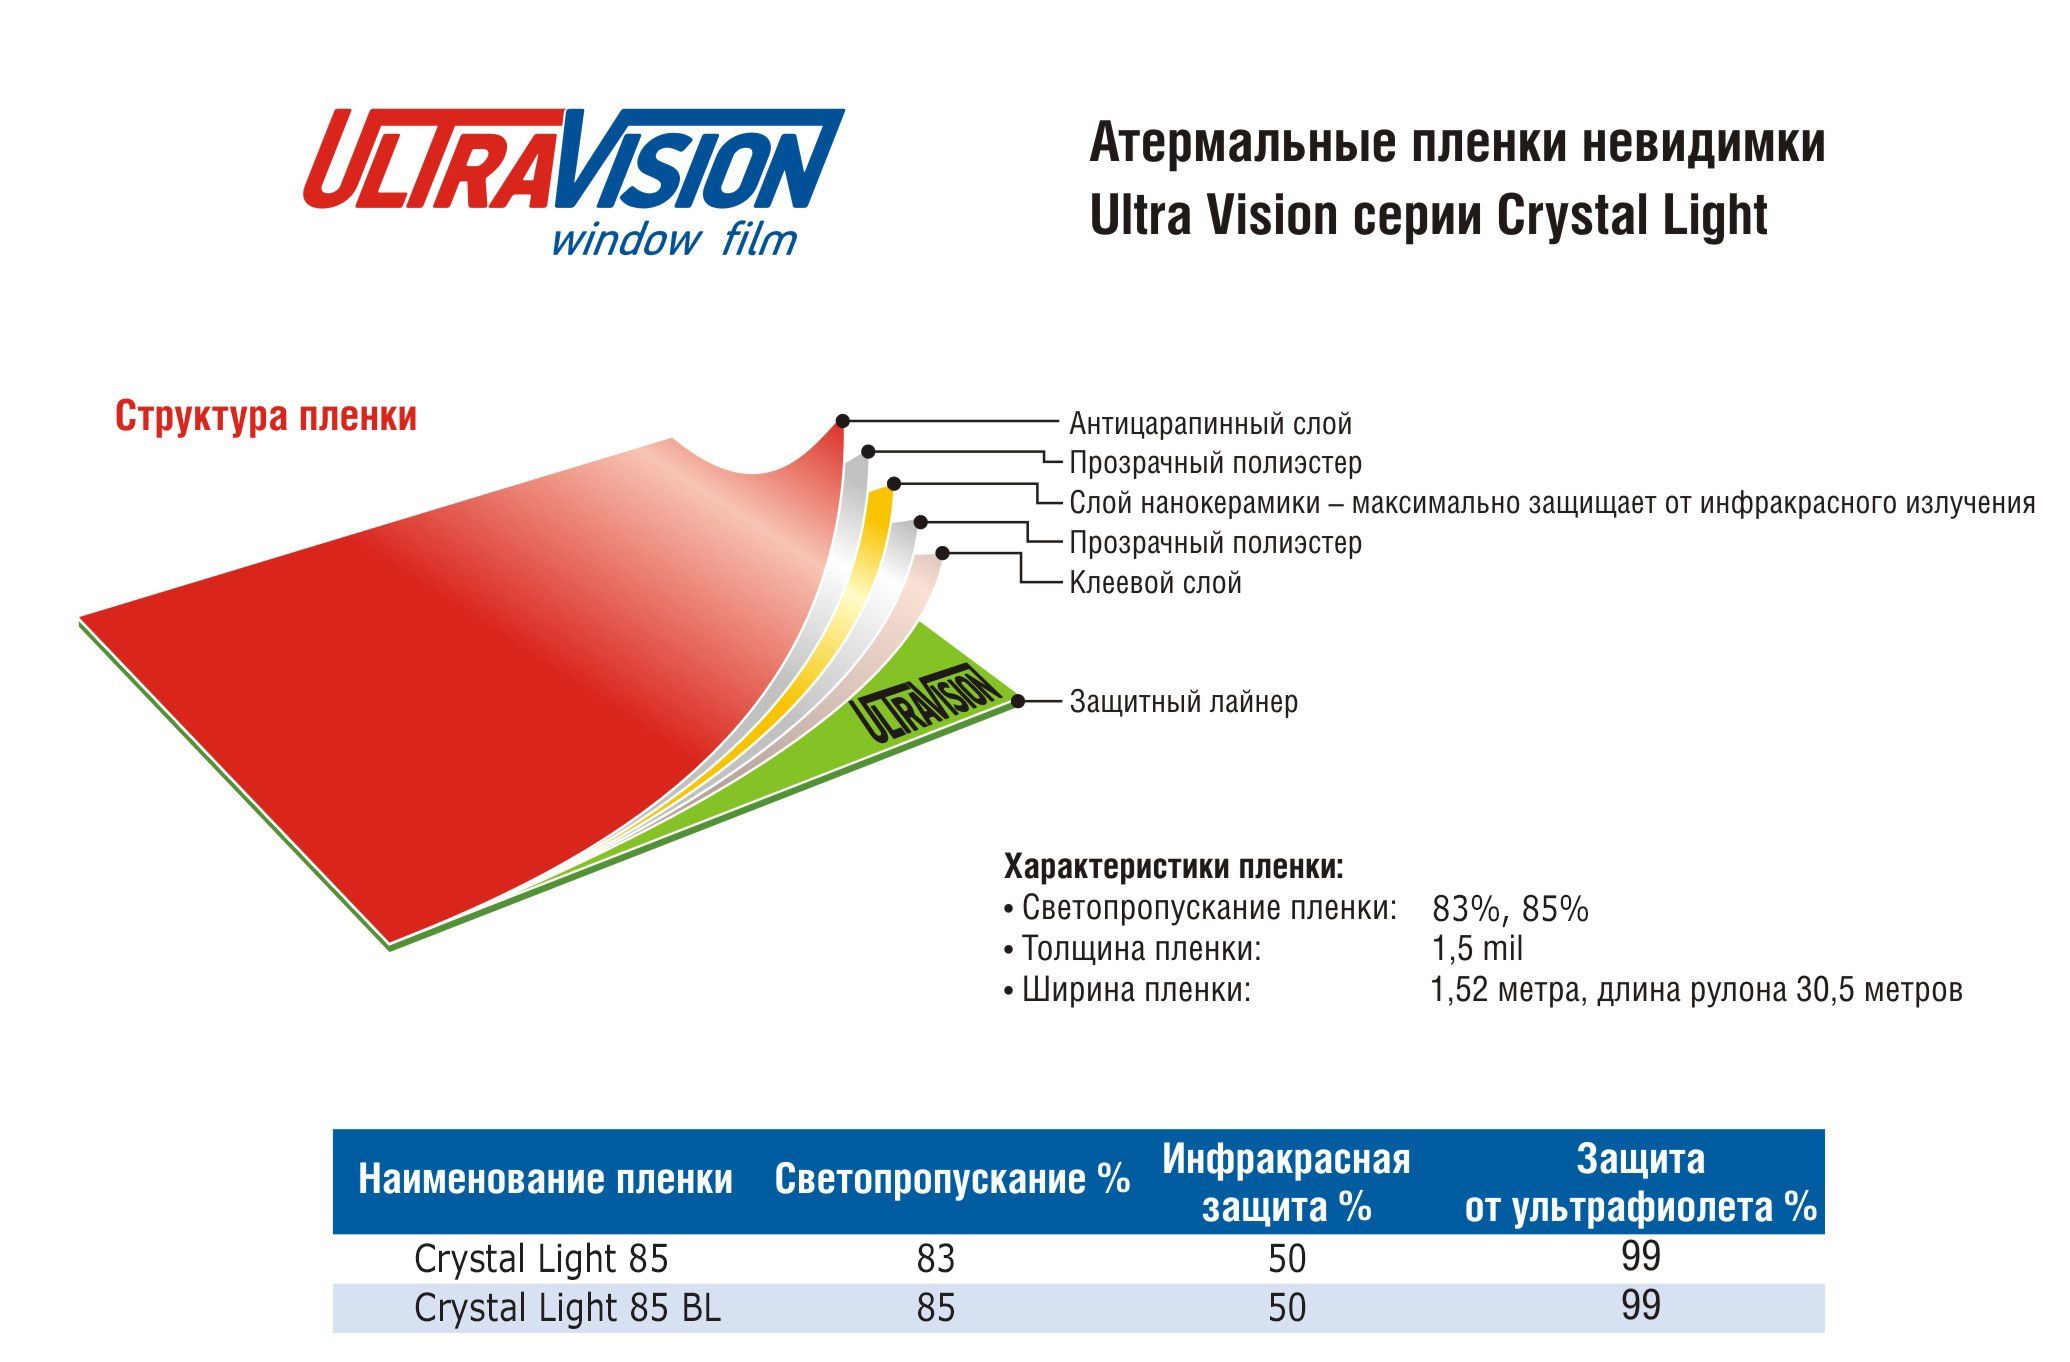 ULTRAVISION
window film
Атермальные пленки невидимки
Ultra Vision серии Crystal Light
Структура пленки
Антицарапинный слой
Прозрачный полиэстер
Слой нанокерамики – максимально защищает от инфракрасного излучения
Прозрачный полиэстер
Клеевой слой
ULTRAVISION
Защитный лайнер
Характеристики пленки:
• Светопропускание пленки: 83%, 85%
• Толщина пленки: 1,5 mil
• Ширина пленки: 1,52 метра, длина рулона 30,5 метров
Наименование пленки Светопропускание % Инфракрасная защита % Защита от ультрафиолета %
Crystal Light 85 83 50 99
Crystal Light 85 BL 85 50 99